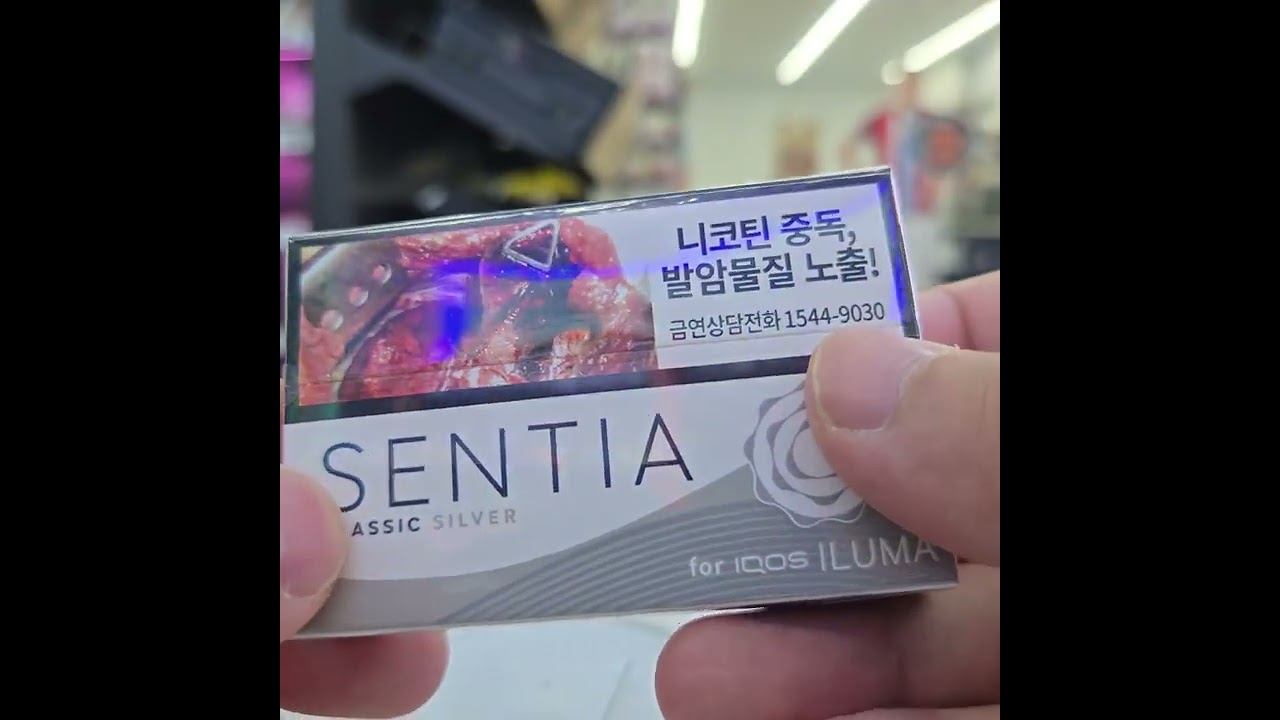 니코틴 중독,
발암물질 노출!
금연상담전화 1544-9030
SENTIA
ASSIC SILVER
for IQOS ILUMA